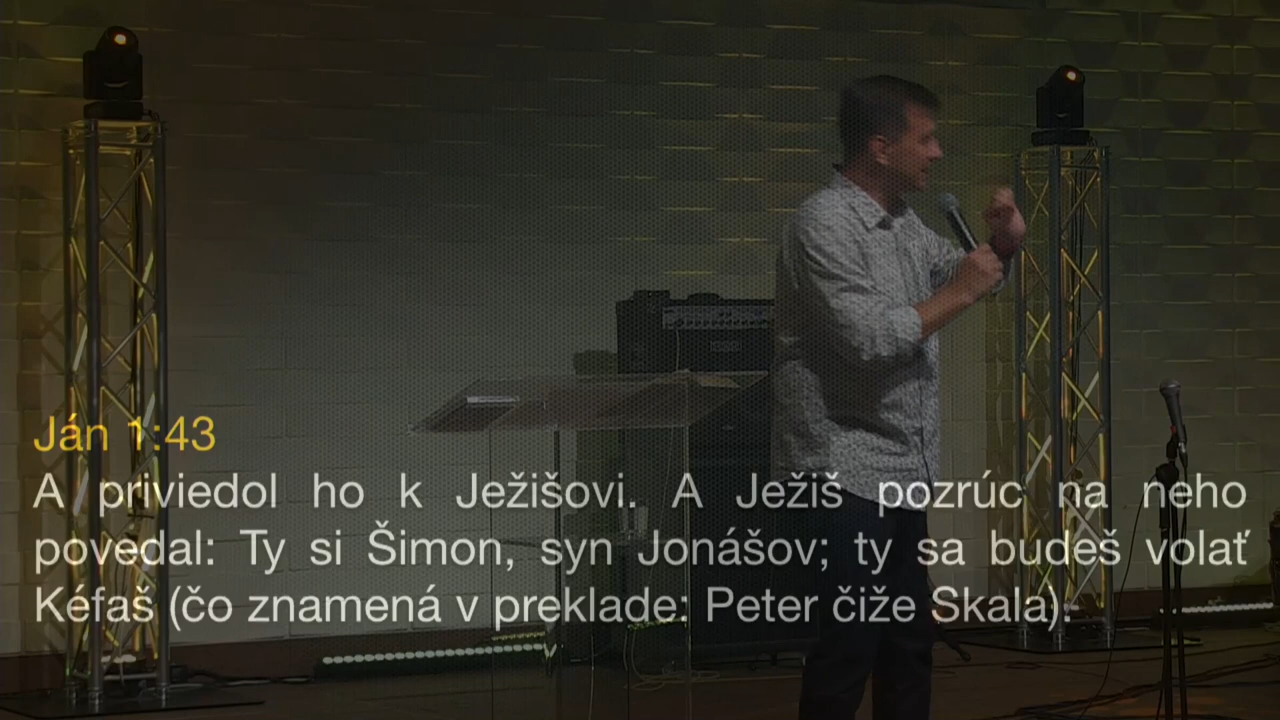 Ján 1:43
A priviedol ho k Ježišovi. A Ježiš pozrúc na neho
povedal: Ty si Šimon, syn Jonášov; ty sa budeš volať
Kéfaš (čo znamená v preklade: Peter čiže Skala).